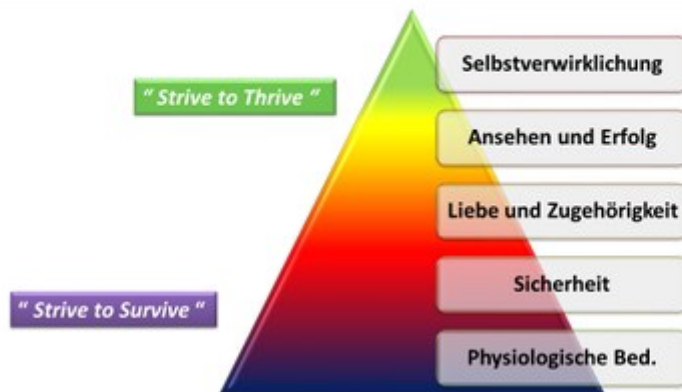 Selbstverwirklichung
" Strive to Thrive "
Ansehen und Erfolg
Liebe und Zugehörigkeit
Sicherheit
" Strive to Survive "
Physiologische Bed.